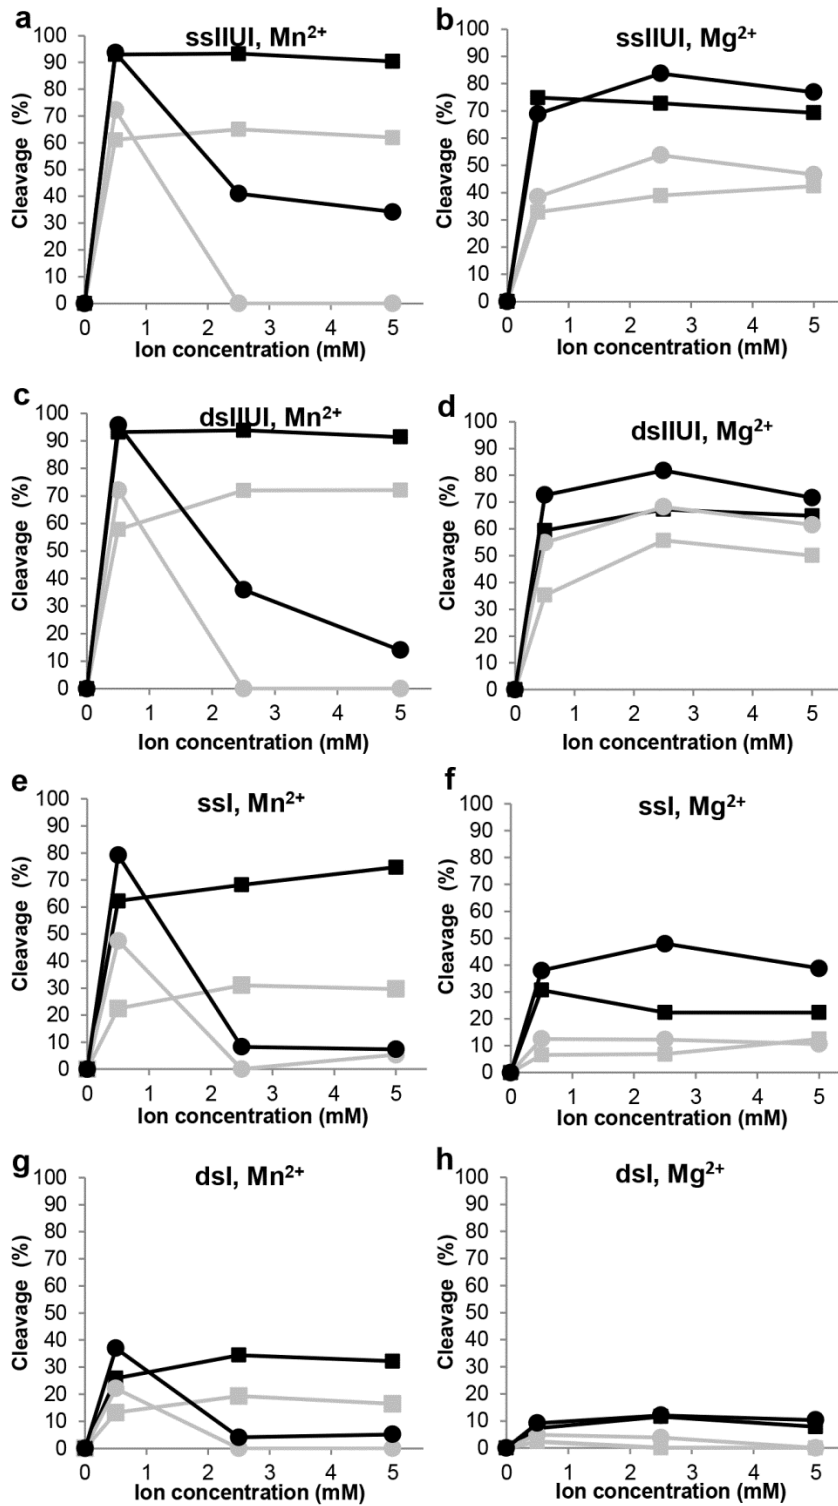 a
ssIIUI, Mn2+
100
90
80
70
60
50
40
30
20
10
0
Cleavage (%)
0 1 2 3 4 5
Ion concentration (mM)
b
ssIIUI, Mg2+
100
90
80
70
60
50
40
30
20
10
0
Cleavage (%)
0 1 2 3 4 5
Ion concentration (mM)
c
dsIIUI, Mn2+
100
90
80
70
60
50
40
30
20
10
0
Cleavage (%)
0 1 2 3 4 5
Ion concentration (mM)
d
dsIIUI, Mg2+
100
90
80
70
60
50
40
30
20
10
0
Cleavage (%)
0 1 2 3 4 5
Ion concentration (mM)
e
ssI, Mn2+
100
90
80
70
60
50
40
30
20
10
0
Cleavage (%)
0 1 2 3 4 5
Ion concentration (mM)
f
ssI, Mg2+
100
90
80
70
60
50
40
30
20
10
0
Cleavage (%)
0 1 2 3 4 5
Ion concentration (mM)
g
dsI, Mn2+
100
90
80
70
60
50
40
30
20
10
0
Cleavage (%)
0 1 2 3 4 5
Ion concentration (mM)
h
dsI, Mg2+
100
90
80
70
60
50
40
30
20
10
0
Cleavage (%)
0 1 2 3 4 5
Ion concentration (mM)